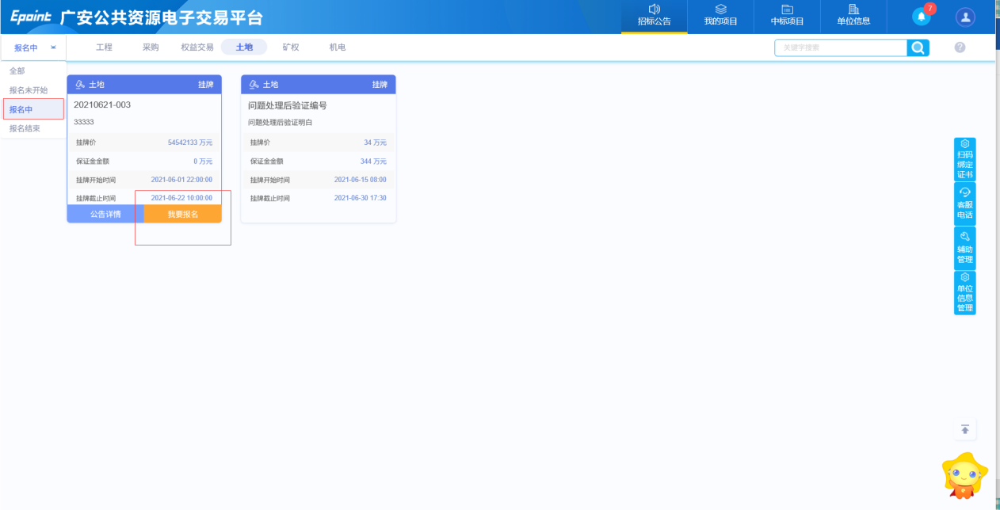 Epoint 广安公共资源电子交易平台
招标公告
我的项目
中标项目
单位信息
7
报名中
工程
采购
权益交易
土地
矿权
机电
关键字搜索
?
全部
报名未开始
报名中
报名结束
土地 挂牌
20210621-003
33333
挂牌价 54542133 万元
保证金金额 0 万元
挂牌开始时间 2021-06-01 22:00:00
挂牌截止时间 2021-06-22 10:00:00
公告详情 我要报名
土地 挂牌
问题处理后验证编号
问题处理后验证明白
挂牌价 34 万元
保证金金额 344 万元
挂牌开始时间 2021-06-15 08:00
挂牌截止时间 2021-06-30 17:30
扫码
绑定
证书
客服
电话
辅助
管理
单位
信息
管理